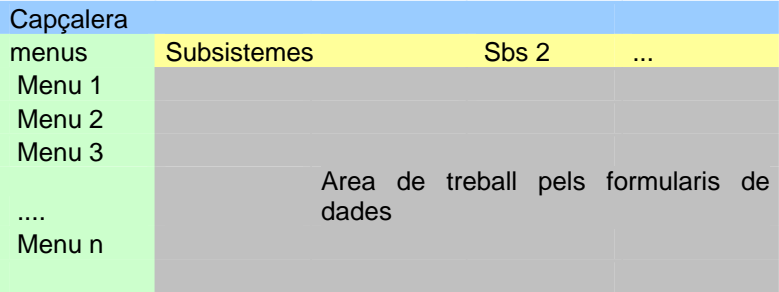 Capçalera
menus Subsistemes Sbs 2 ...
Menu 1
Menu 2
Menu 3
Area de treball pels formularis de
.... dades
Menu n